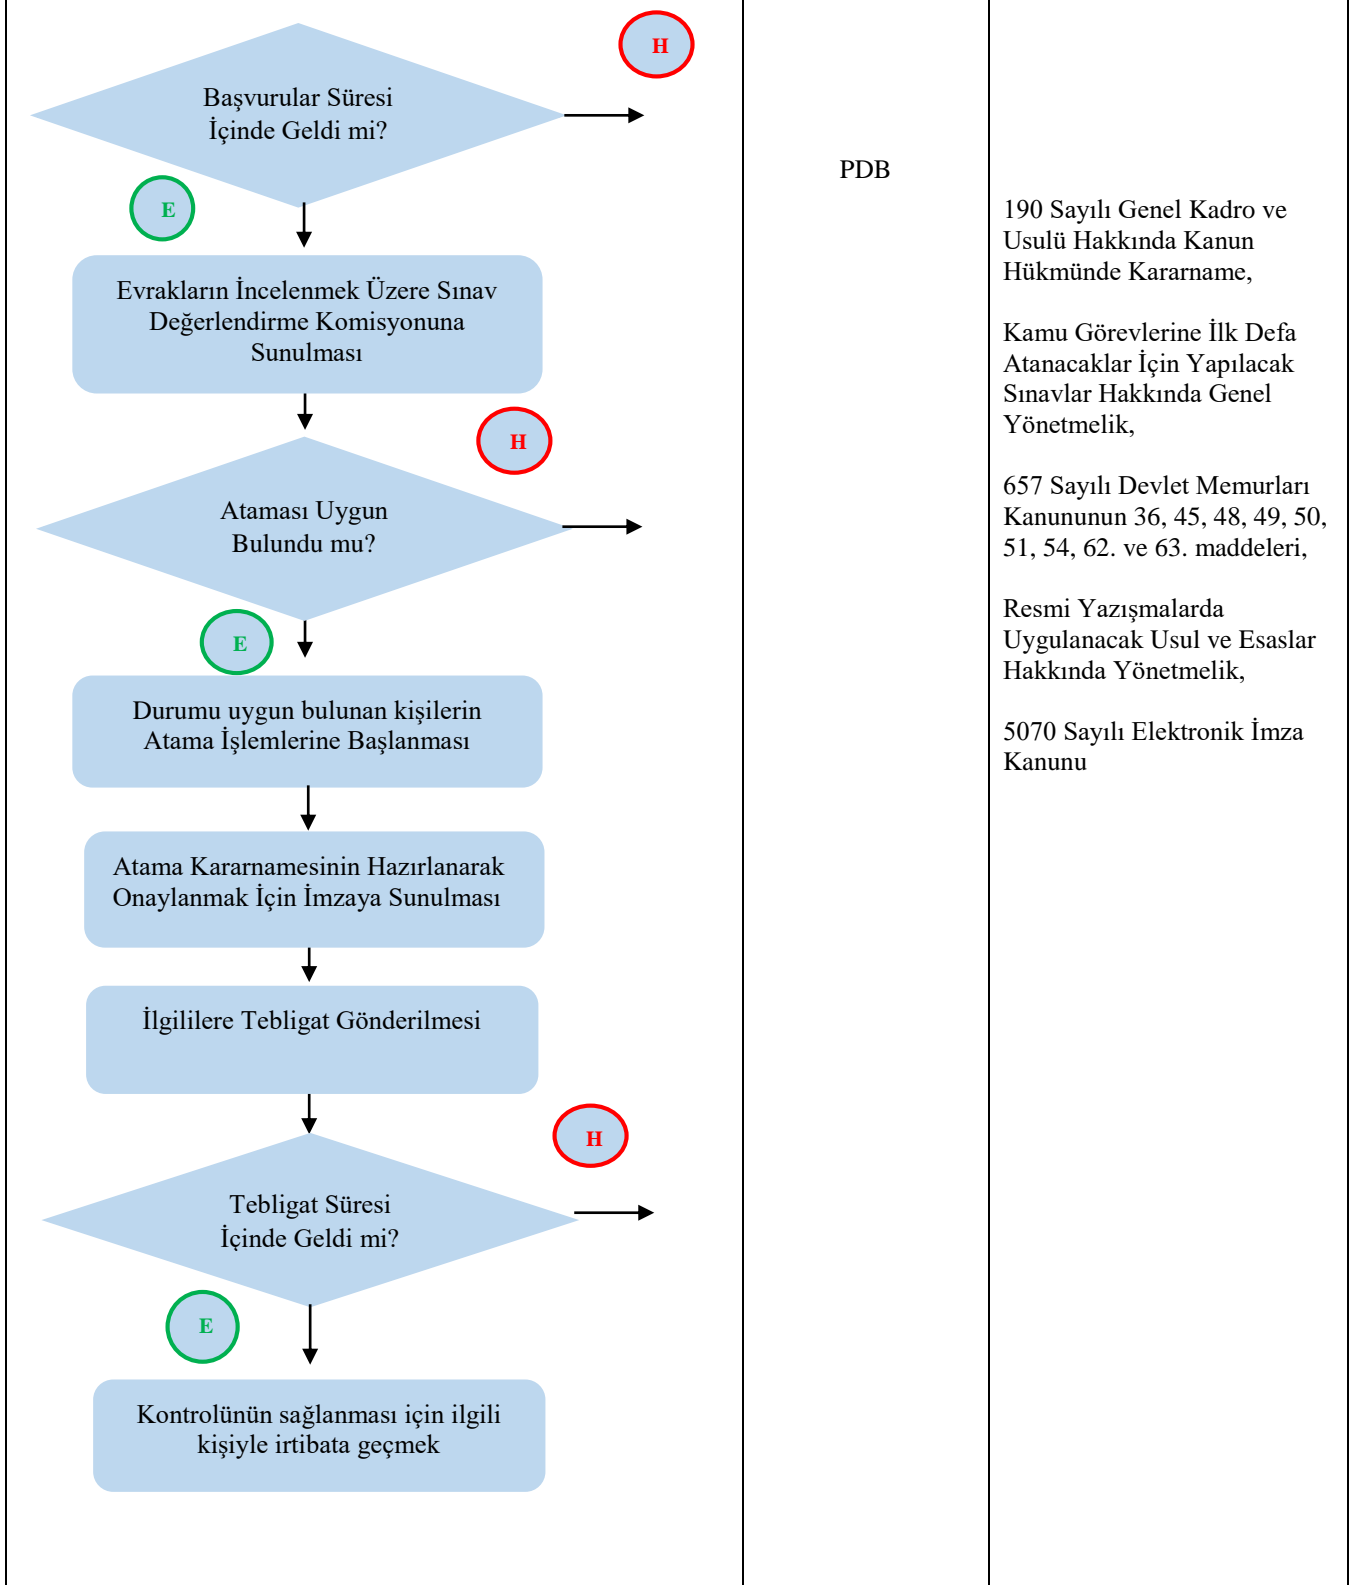 H
Başvurular Süresi
İçinde Geldi mi?
E
Evrakların İncelenmek Üzere Sınav
Değerlendirme Komisyonuna
Sunulması
H
Ataması Uygun
Bulundu mu?
E
Durumu uygun bulunan kişilerin
Atama İşlemlerine Başlanması
Atama Kararnamesinin Hazırlanarak
Onaylanmak İçin İmzaya Sunulması
İlgililere Tebligat Gönderilmesi
H
Tebligat Süresi
İçinde Geldi mi?
E
Kontrolünün sağlanması için ilgili
kişiyle irtibata geçmek
PDB
190 Sayılı Genel Kadro ve
Usulü Hakkında Kanun
Hükmünde Kararname,
Kamu Görevlerine İlk Defa
Atanacaklar İçin Yapılacak
Sınavlar Hakkında Genel
Yönetmelik,
657 Sayılı Devlet Memurları
Kanununun 36, 45, 48, 49, 50,
51, 54, 62. ve 63. maddeleri,
Resmi Yazışmalarda
Uygulanacak Usul ve Esaslar
Hakkında Yönetmelik,
5070 Sayılı Elektronik İmza
Kanunu